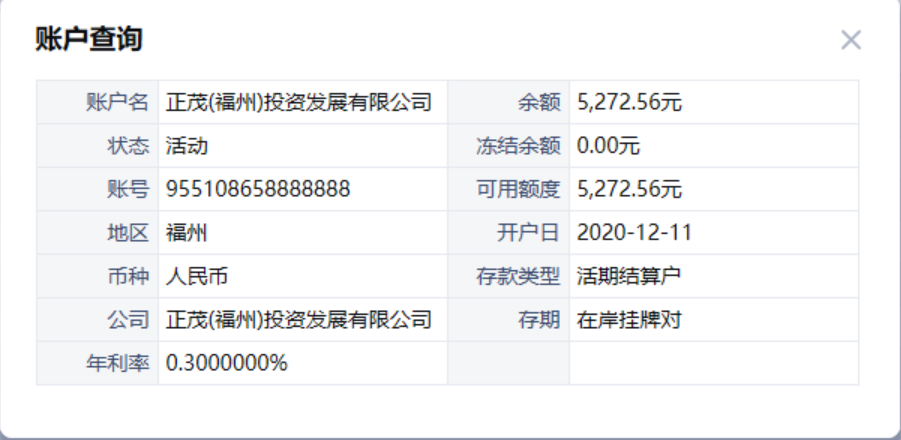 账户查询
账户名 正茂(福州)投资发展有限公司 余额 5,272.56元
状态 活动 冻结余额 0.00元
账号 955108658888888 可用额度 5,272.56元
地区 福州 开户日 2020-12-11
币种 人民币 存款类型 活期结算户
公司 正茂(福州)投资发展有限公司 存期 在岸挂牌对
年利率 0.3000000%